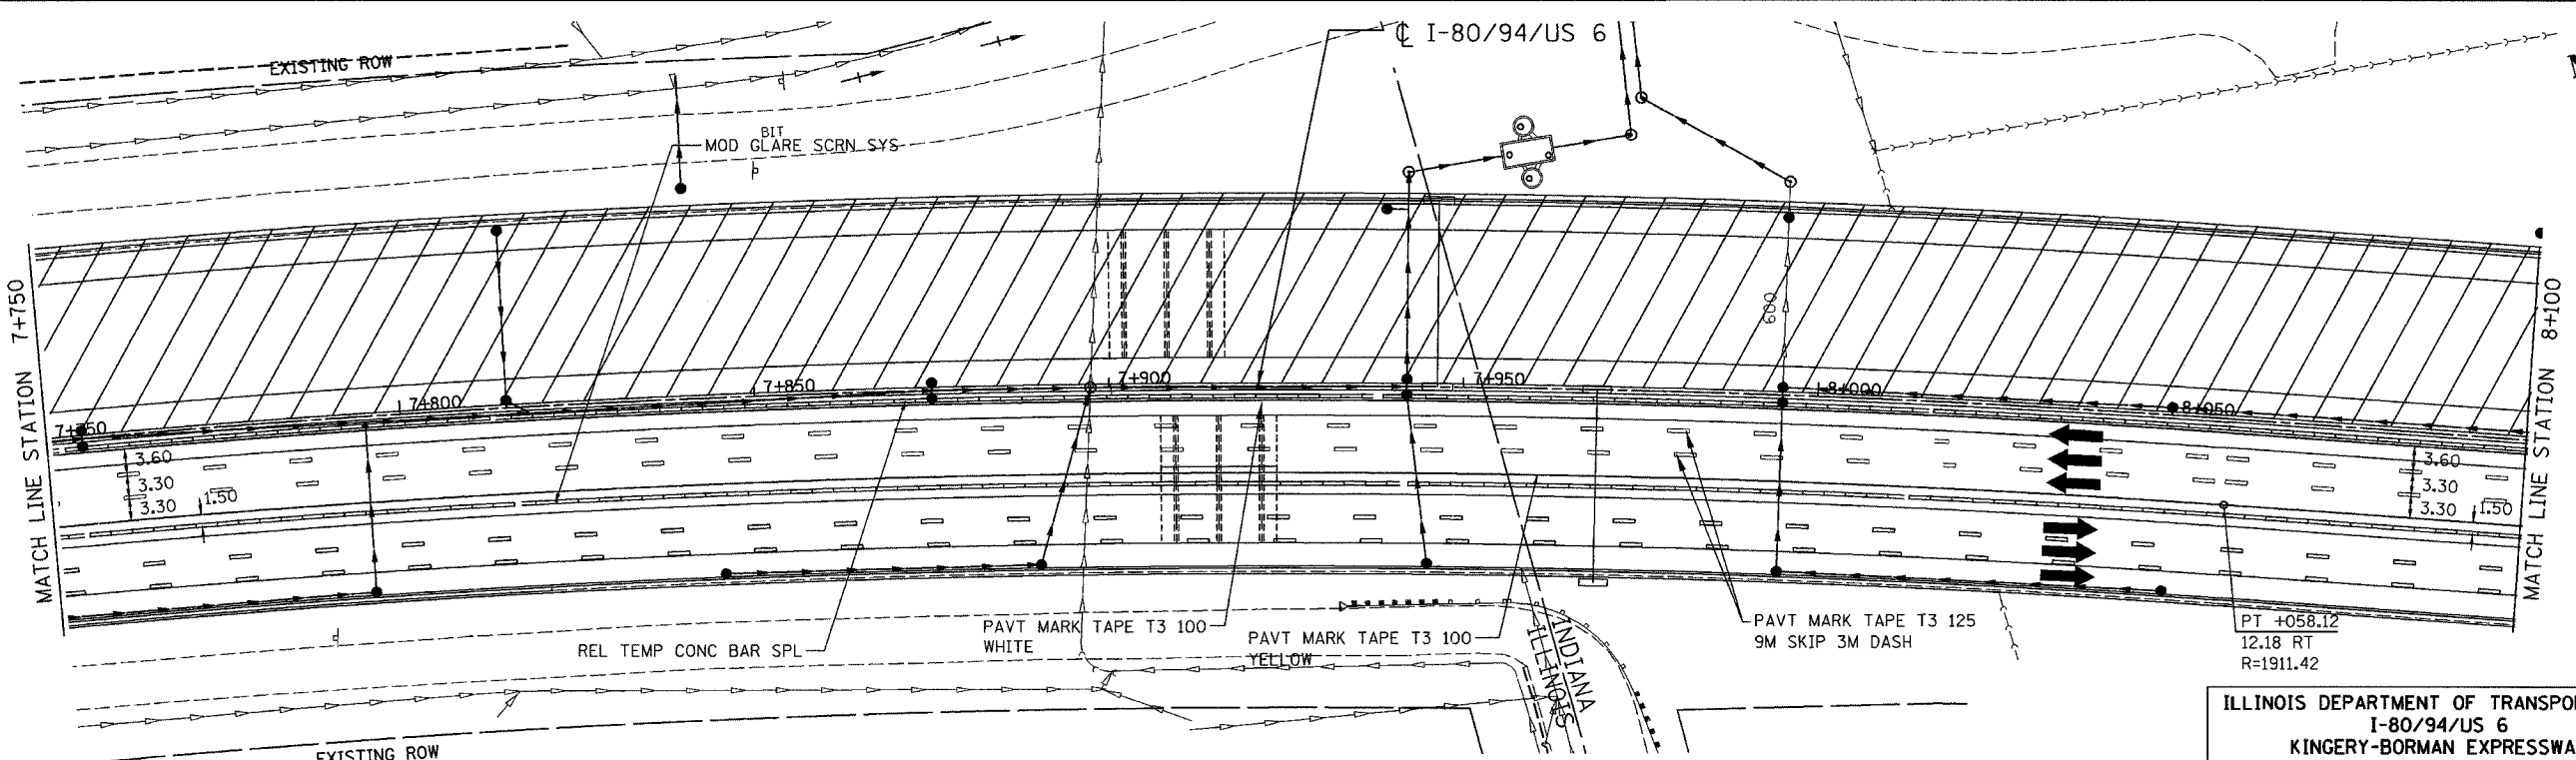 ℄ I-80/94/US 6
EXISTING ROW
BIT
MOD GLARE SCRN SYS
MATCH LINE STATION 7+750
7+750
7+800
7+850
7+900
7+950
8+000
8+050
600
MATCH LINE STATION 8+100
3.60
3.30
3.30
1.50
3.60
3.30
3.30
1.50
REL TEMP CONC BAR SPL
PAVT MARK TAPE T3 100
WHITE
PAVT MARK TAPE T3 100
YELLOW
INDIANA
ILLINOIS
PAVT MARK TAPE T3 125
9M SKIP 3M DASH
PT +058.12
12.18 RT
R=1911.42
EXISTING ROW
ILLINOIS DEPARTMENT OF TRANSPO
I-80/94/US 6
KINGERY-BORMAN EXPRESSWA